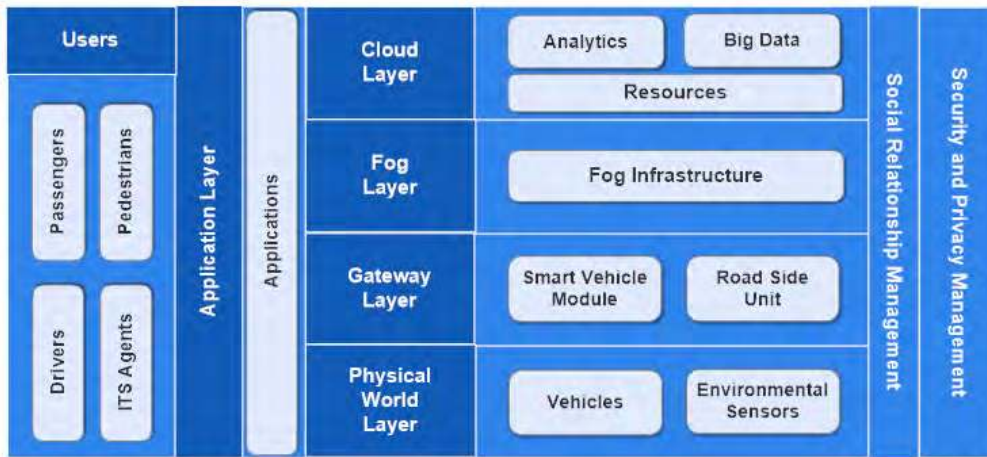 Users
Passengers
Pedestrians
Drivers
ITS Agents
Application Layer
Applications
Cloud
Layer
Analytics
Big Data
Resources
Fog
Layer
Fog Infrastructure
Gateway
Layer
Smart Vehicle
Module
Road Side
Unit
Physical
World
Layer
Vehicles
Environmental
Sensors
Social Relationship Management
Security and Privacy Management